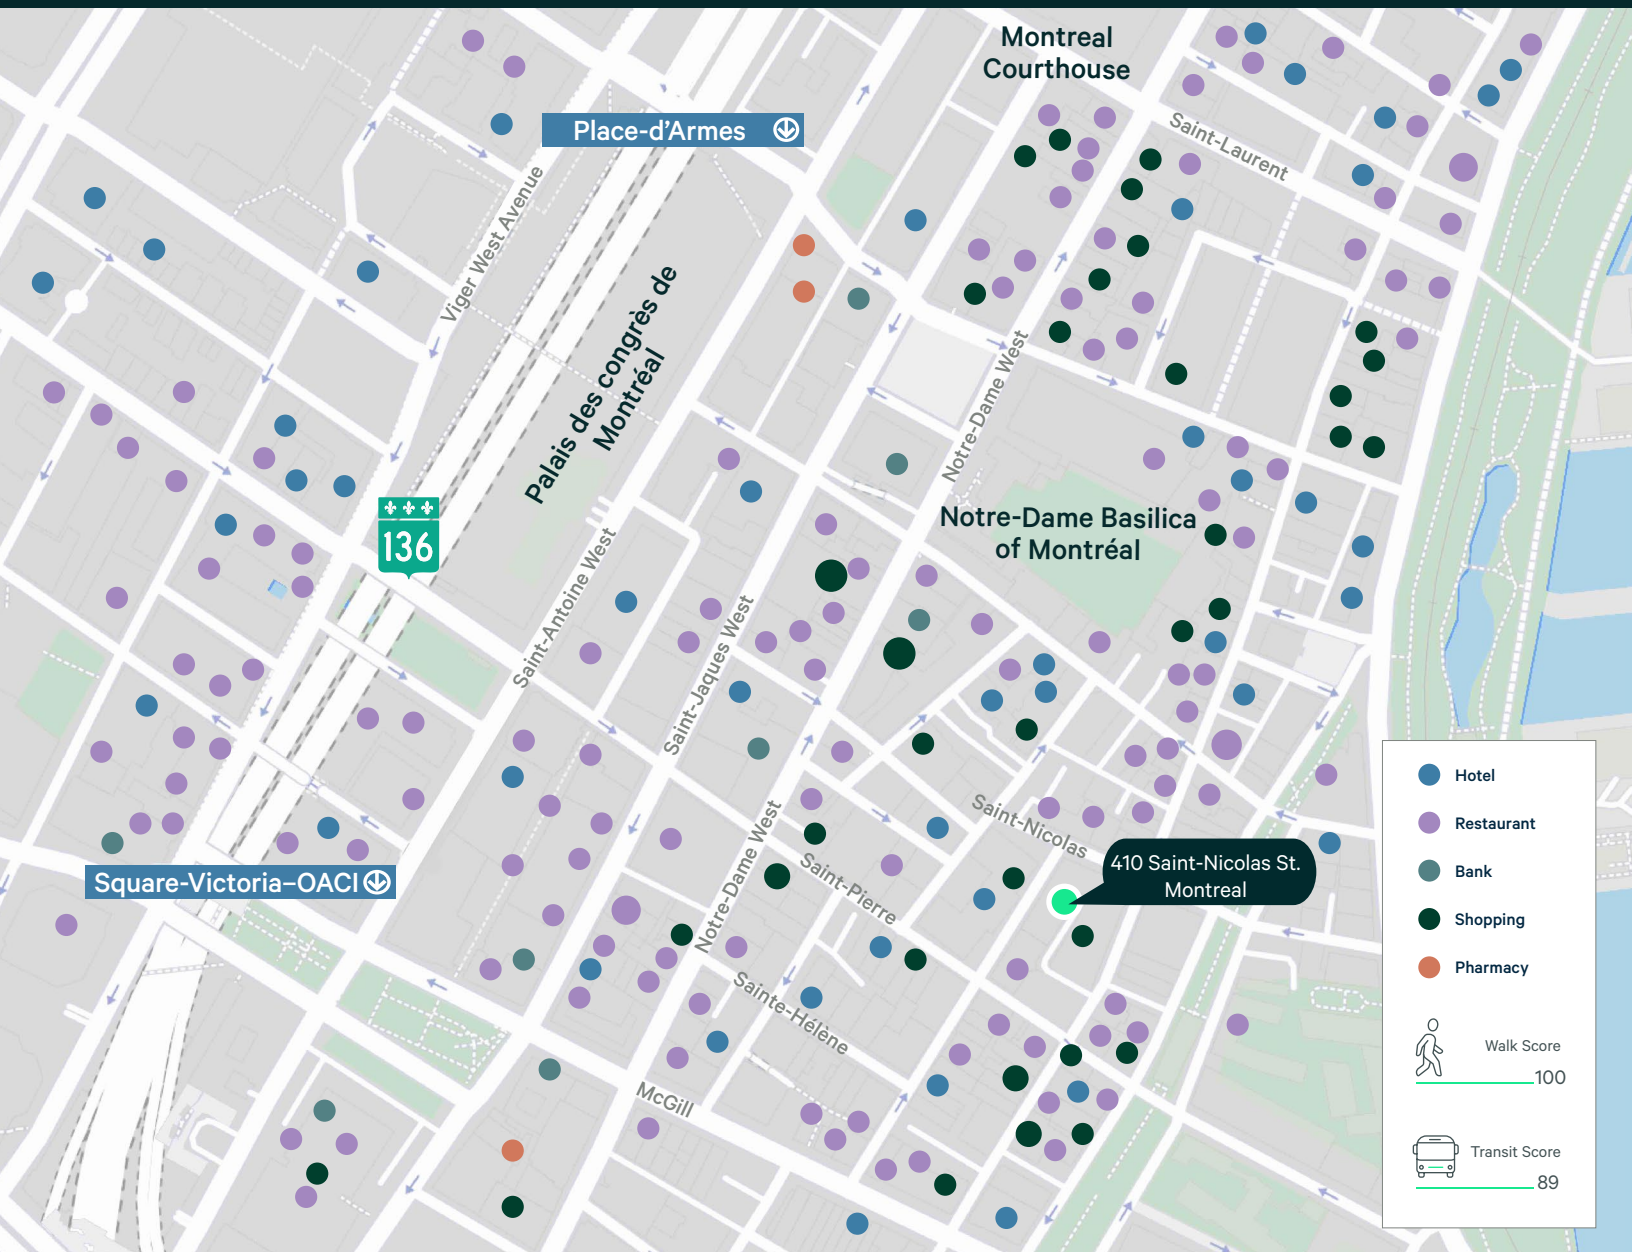 Montreal
Courthouse
Place-d'Armes
Saint-Laurent
Viger West Avenue
Palais des congrès de
Montréal
Notre-Dame West
136
Notre-Dame Basilica
of Montréal
Saint-Antoine West
Saint-Jaques West
Saint-Nicolas
Notre-Dame West
Saint-Pierre
410 Saint-Nicolas St.
Montreal
Square-Victoria–OACI
Sainte-Hélène
McGill
Hotel
Restaurant
Bank
Shopping
Pharmacy
Walk Score
100
Transit Score
89